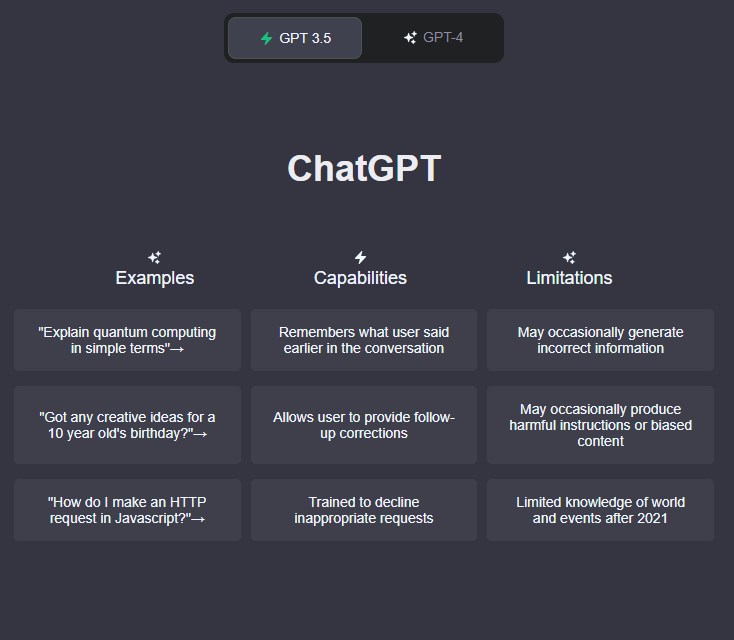 GPT 3.5
GPT-4
ChatGPT
Examples
Capabilities
Limitations
"Explain quantum computing
in simple terms"→
Remembers what user said
earlier in the conversation
May occasionally generate
incorrect information
"Got any creative ideas for a
10 year old's birthday?"→
Allows user to provide follow-
up corrections
May occasionally produce
harmful instructions or biased
content
"How do I make an HTTP
request in Javascript?"→
Trained to decline
inappropriate requests
Limited knowledge of world
and events after 2021